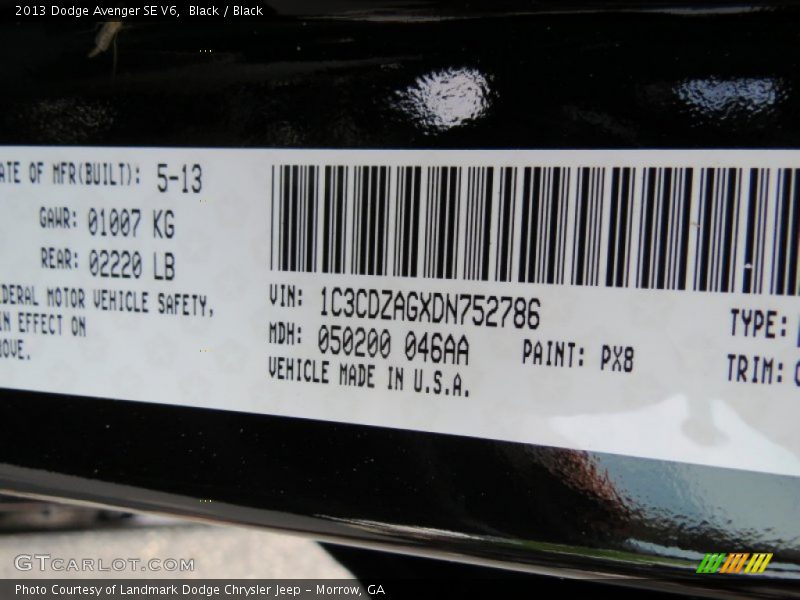 2013 Dodge Avenger SE V6, Black / Black
ATE OF MFR(BUILT): 5-13
GAWR: 01007 KG
REAR: 02220 LB
EDERAL MOTOR VEHICLE SAFETY,
IN EFFECT ON
OVE.
VIN: 1C3CDZAGXDN752786
MDH: 050200 046AA
PAINT: PX8
VEHICLE MADE IN U.S.A.
TYPE:
TRIM:
GTCARLOT.COM
Photo Courtesy of Landmark Dodge Chrysler Jeep – Morrow, GA